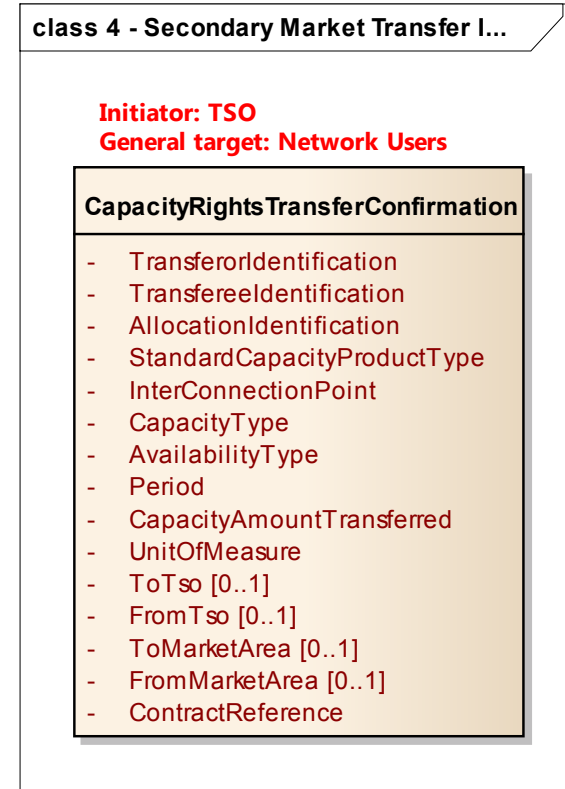 class 4 - Secondary Market Transfer I...
Initiator: TSO
General target: Network Users
CapacityRightsTransferConfirmation
- TransferorIdentification
- TransfereeIdentification
- AllocationIdentification
- StandardCapacityProductType
- InterConnectionPoint
- CapacityType
- AvailabilityType
- Period
- CapacityAmountTransferred
- UnitOfMeasure
- ToTso [0..1]
- FromTso [0..1]
- ToMarketArea [0..1]
- FromMarketArea [0..1]
- ContractReference